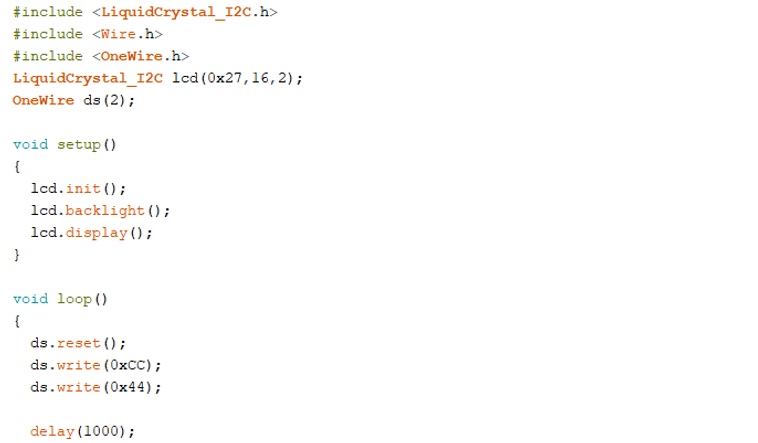 #include <LiquidCrystal_I2C.h>
#include <Wire.h>
#include <OneWire.h>
LiquidCrystal_I2C lcd(0x27,16,2);
OneWire ds(2);

void setup()
{
  lcd.init();
  lcd.backlight();
  lcd.display();
}

void loop()
{
  ds.reset();
  ds.write(0xCC);
  ds.write(0x44);

  delay(1000);